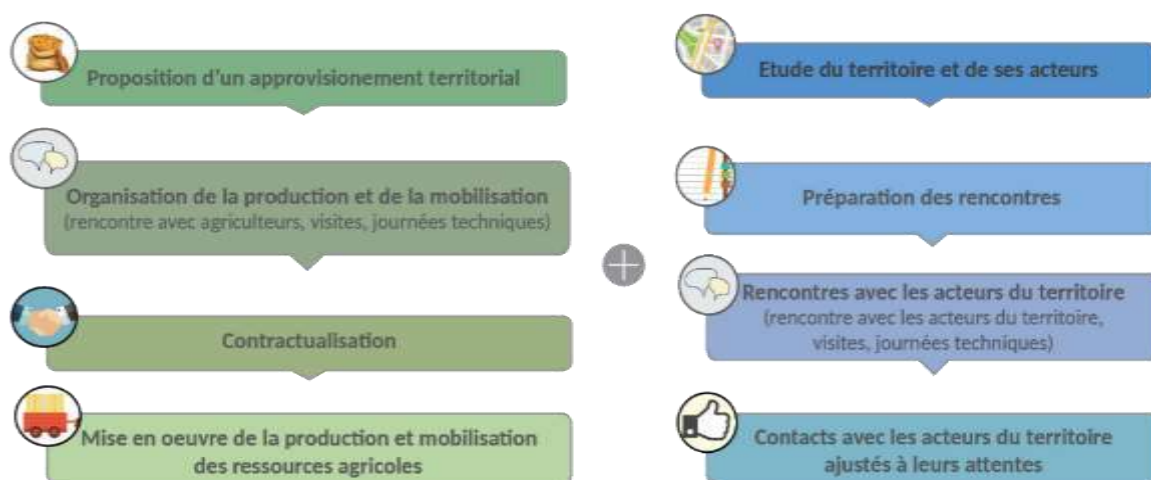 Proposition d'un approvisionement territorial
Organisation de la production et de la mobilisation
(rencontre avec agriculteurs, visites, journées techniques)
Contractualisation
Mise en oeuvre de la production et mobilisation
des ressources agricoles
Etude du territoire et de ses acteurs
Préparation des rencontres
Rencontres avec les acteurs du territoire
(rencontre avec les acteurs du territoire,
visites, journées techniques)
Contacts avec les acteurs du territoire
ajustés à leurs attentes